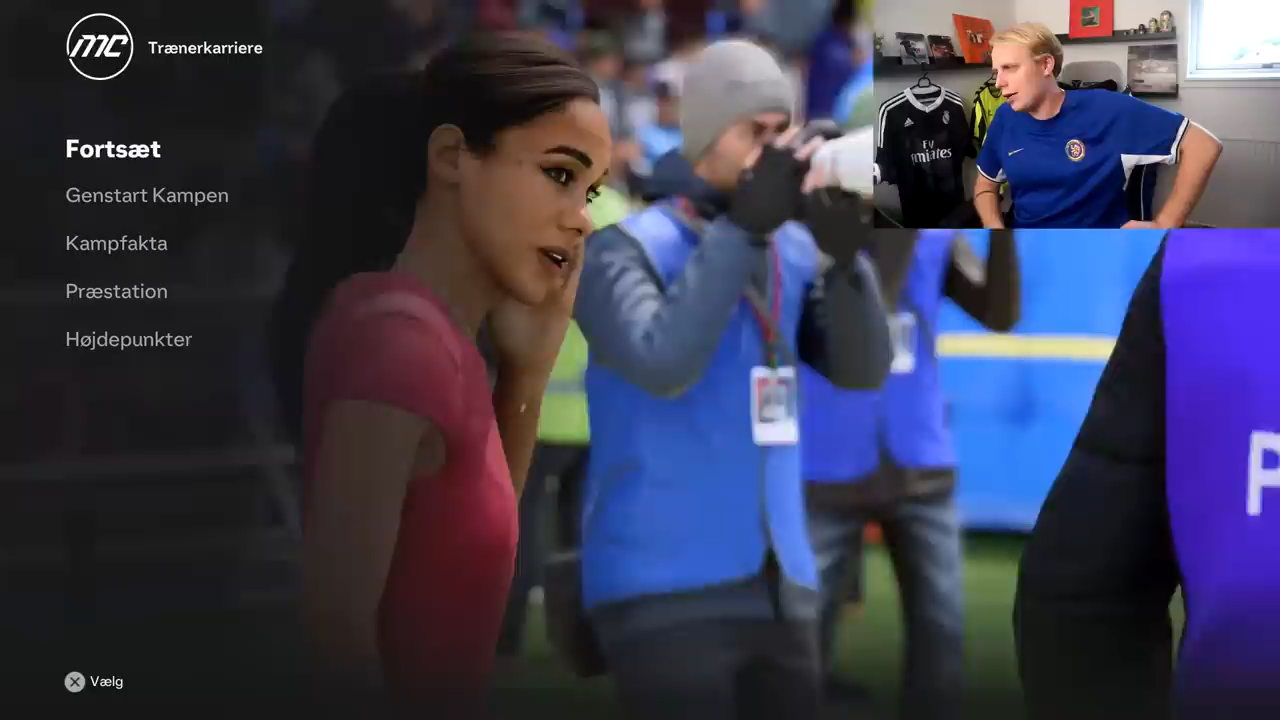 MC
Trænerkarriere
Fortsæt
Genstart Kampen
Kampfakta
Præstation
Højdepunkter
Vælg
Fly
Emirates
P